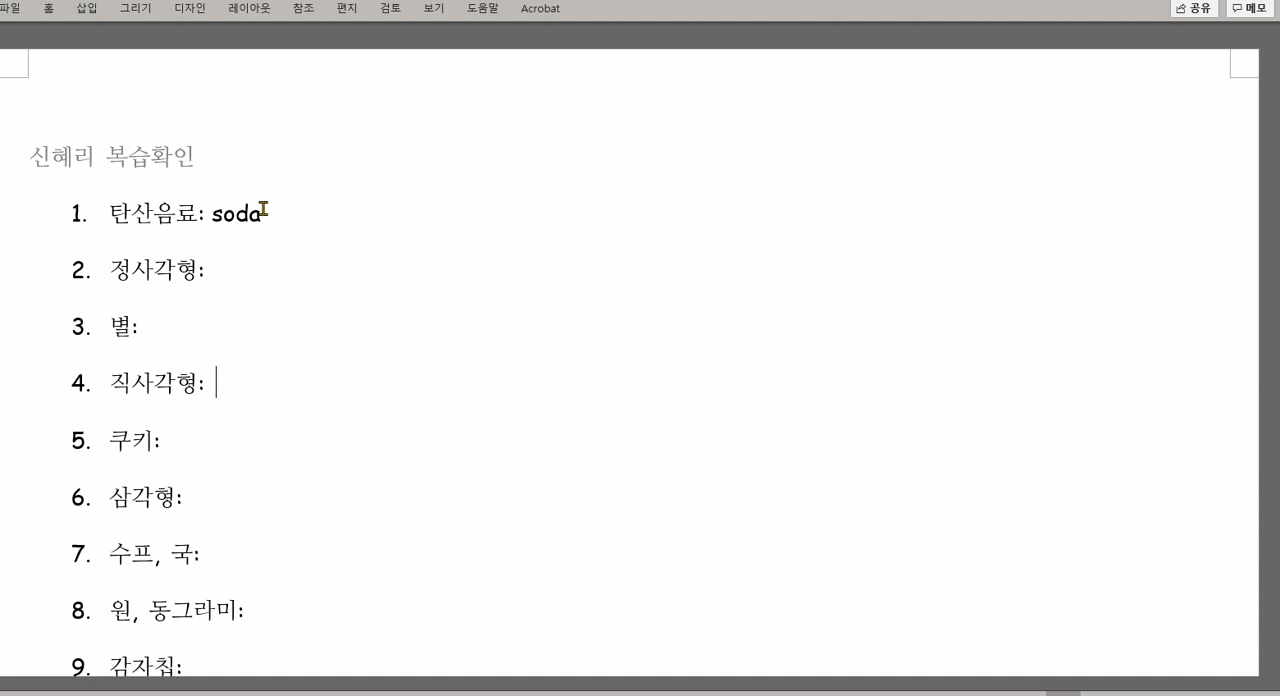 파일 홈 삽입 그리기 디자인 레이아웃 참조 편지 검토 보기 도움말 Acrobat 공유 메모
신혜리 복습확인
1. 탄산음료: soda
2. 정사각형:
3. 별:
4. 직사각형:
5. 쿠키:
6. 삼각형:
7. 수프, 국:
8. 원, 동그라미:
9. 감자칩: